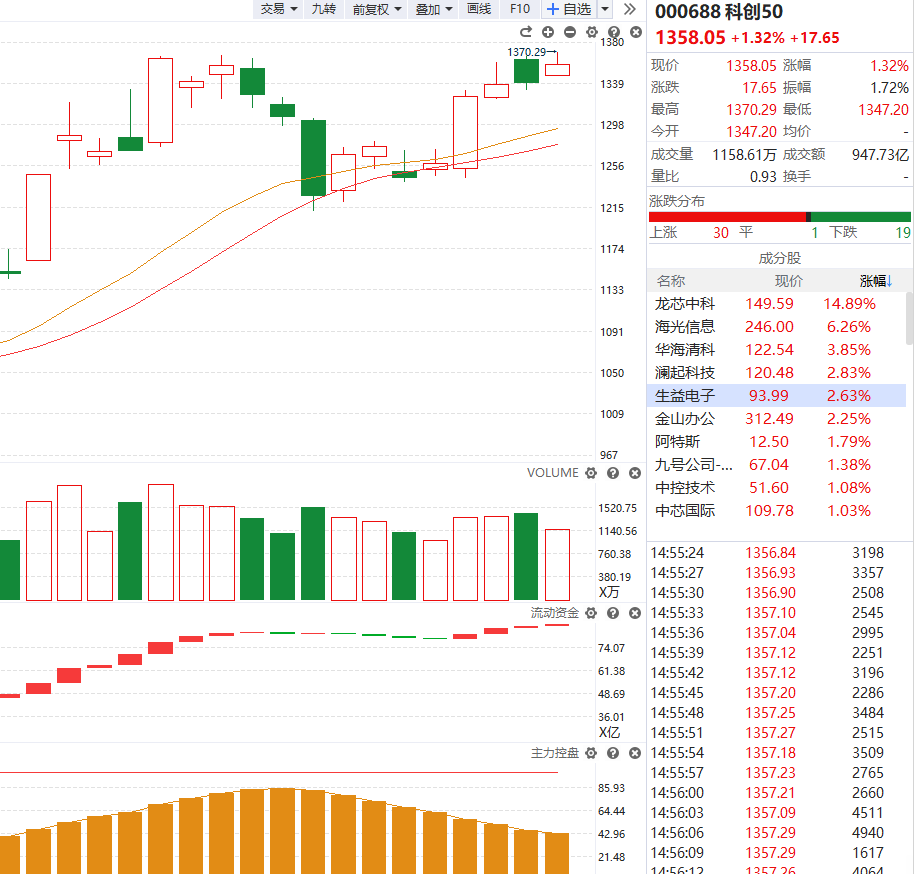 交易 九转 前复权 叠加 画线 F10 +自选
1370.29
1380
1339
1298
1256
1215
1174
1133
1091
1050
1009
967
VOLUME
1520.75
1140.56
760.38
380.19
X万
流动资金
74.07
61.38
48.69
36.01
X亿
主力控盘
85.93
64.44
42.96
21.48
000688 科创50
1358.05 +1.32% +17.65
现价 1358.05 涨幅 1.32%
涨跌 17.65 振幅 1.72%
最高 1370.29 最低 1347.20
今开 1347.20 均价 -
成交量 1158.61万 成交额 947.73亿
量比 0.93 换手 -
涨跌分布
上涨 30 平 1 下跌 19
成分股
名称 现价 涨幅↓
龙芯中科 149.59 14.89%
海光信息 246.00 6.26%
华海清科 122.54 3.85%
澜起科技 120.48 2.83%
生益电子 93.99 2.63%
金山办公 312.49 2.25%
阿特斯 12.50 1.79%
九号公司-... 67.04 1.38%
中控技术 51.60 1.08%
中芯国际 109.78 1.03%
14:55:24 1356.84 3198
14:55:27 1356.93 3357
14:55:30 1356.90 2508
14:55:33 1357.10 2545
14:55:36 1357.04 2995
14:55:39 1357.12 2251
14:55:42 1357.12 3196
14:55:45 1357.20 2286
14:55:48 1357.25 3484
14:55:51 1357.27 2515
14:55:54 1357.18 3509
14:55:57 1357.23 2765
14:56:00 1357.21 2660
14:56:03 1357.09 4511
14:56:06 1357.29 4940
14:56:09 1357.29 1617
14:56:12 1357.26 4064